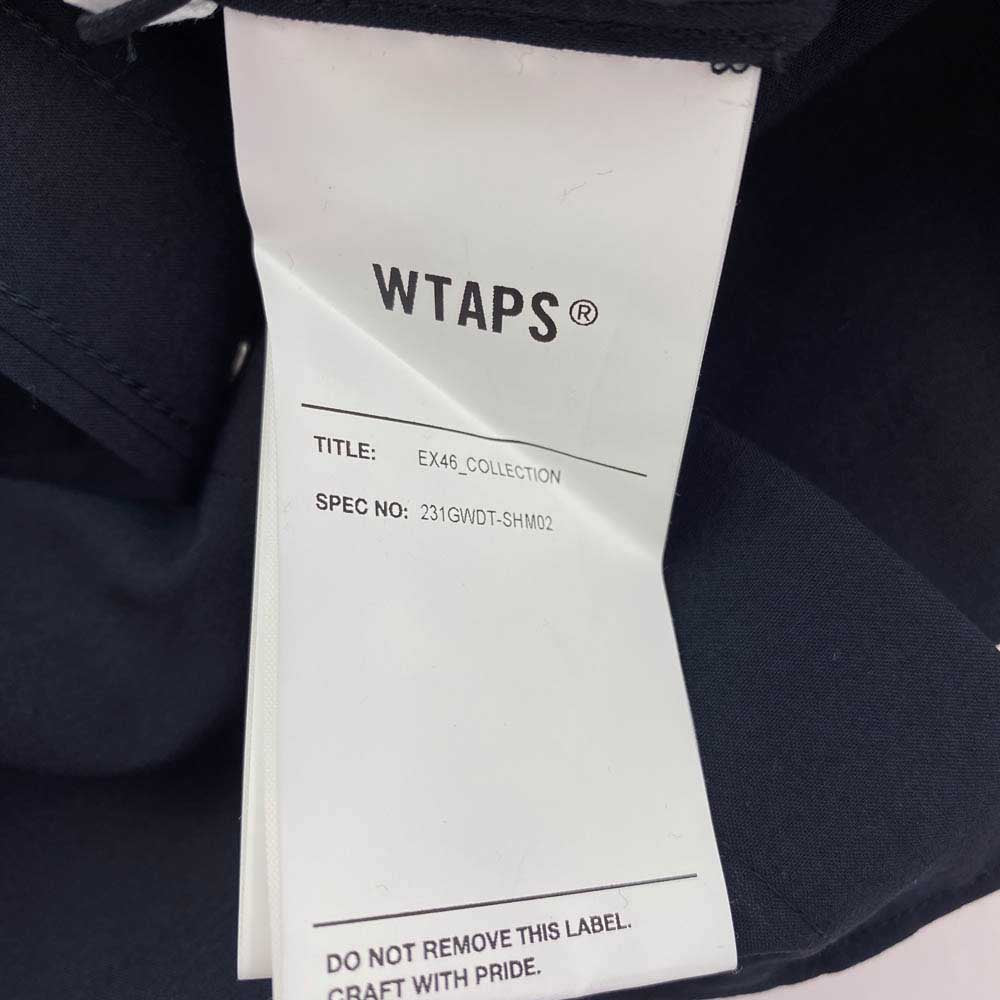 WTAPS®
TITLE: EX46_COLLECTION
SPEC NO: 231GWDT-SHM02
DO NOT REMOVE THIS LABEL.
CRAFT WITH PRIDE.